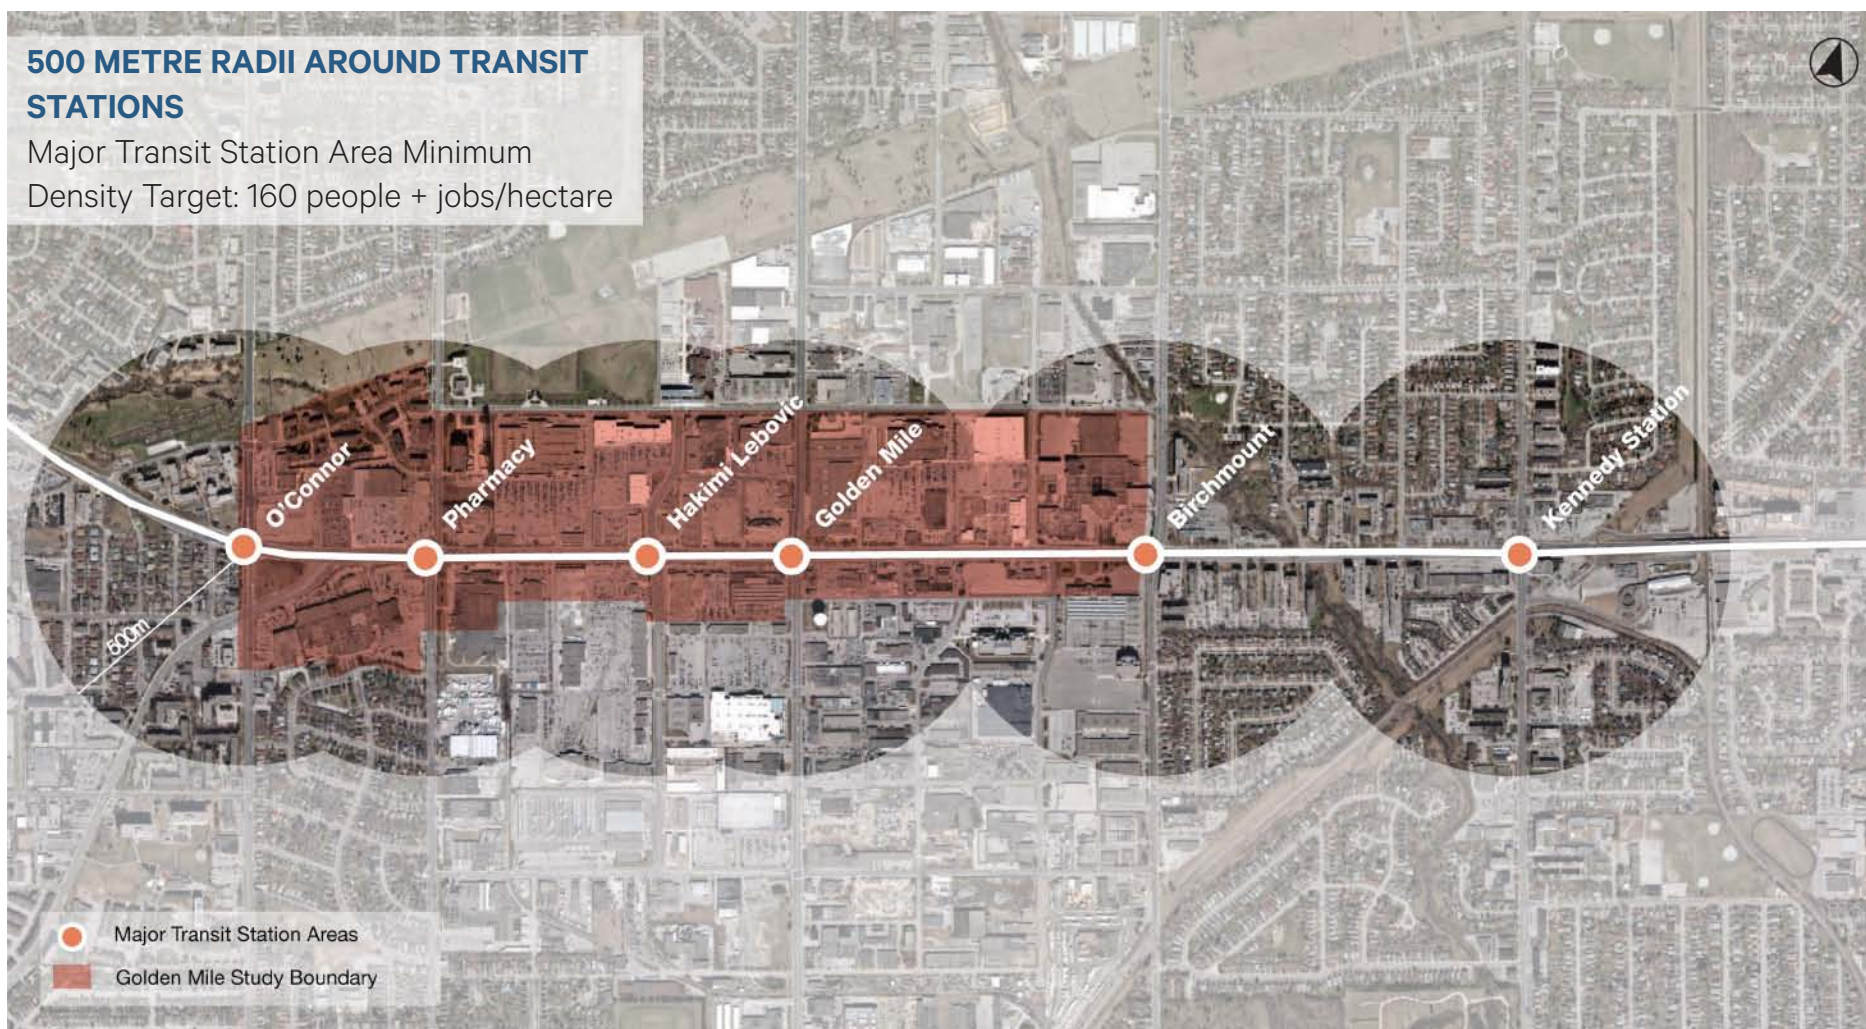 500 METRE RADII AROUND TRANSIT
STATIONS
Major Transit Station Area Minimum
Density Target: 160 people + jobs/hectare
O'Connor
Pharmacy
Hakimi Lebovic
Golden Mile
Birchmount
Kennedy Station
500m
Major Transit Station Areas
Golden Mile Study Boundary